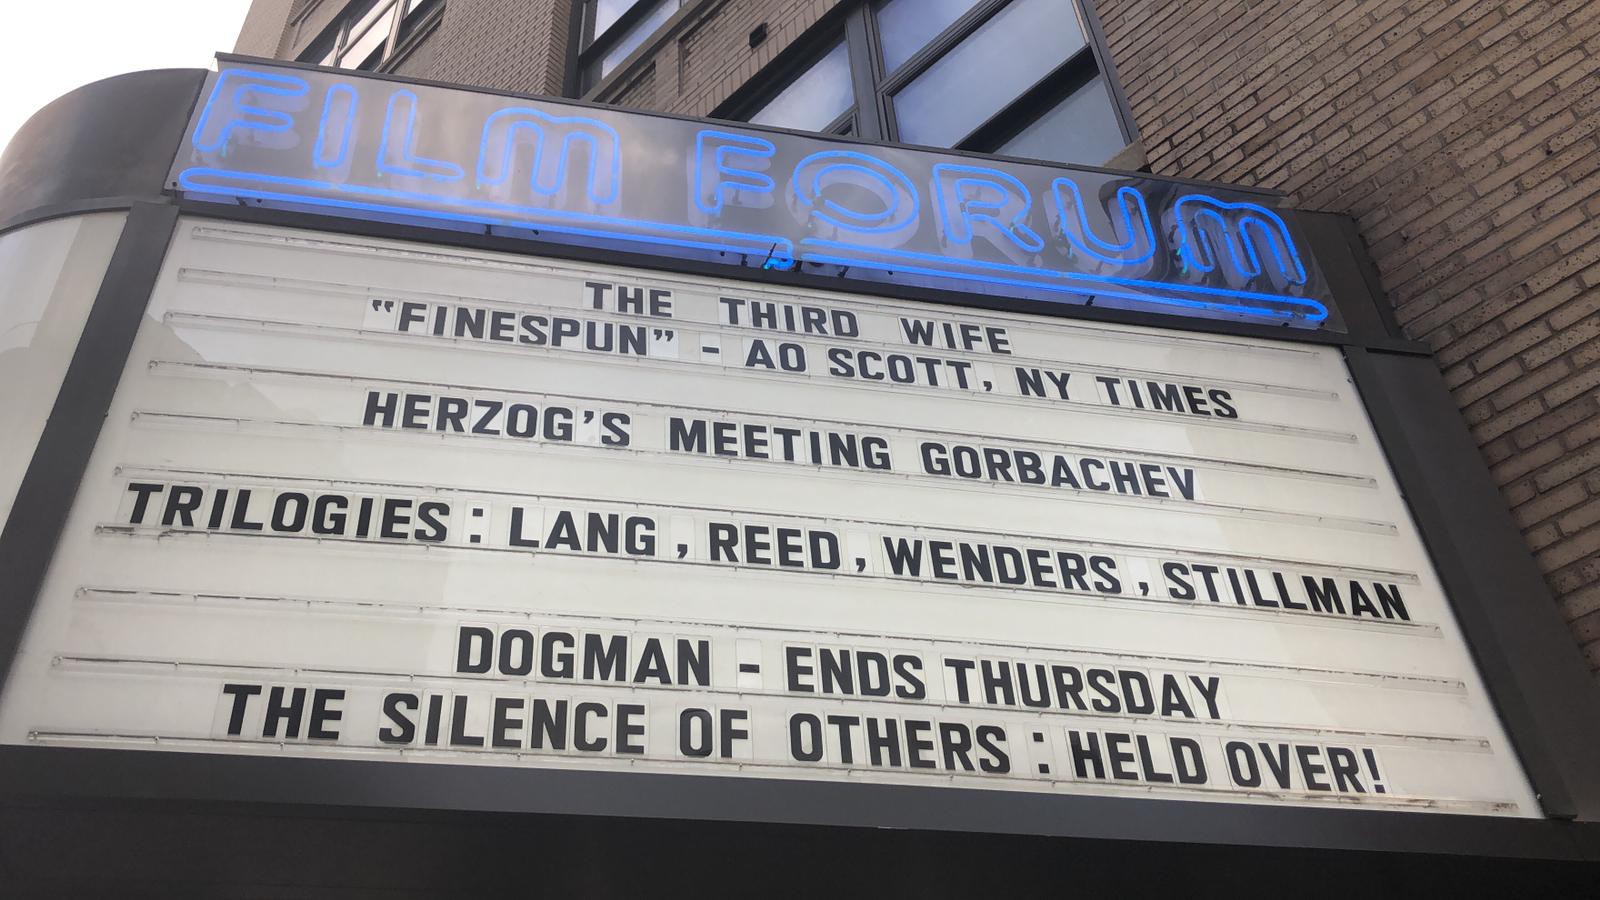 FILM FORUM
THE THIRD WIFE
"FINESPUN" - AO SCOTT, NY TIMES
HERZOG'S MEETING GORBACHEV
TRILOGIES : LANG , REED , WENDERS , STILLMAN
DOGMAN - ENDS THURSDAY
THE SILENCE OF OTHERS : HELD OVER!